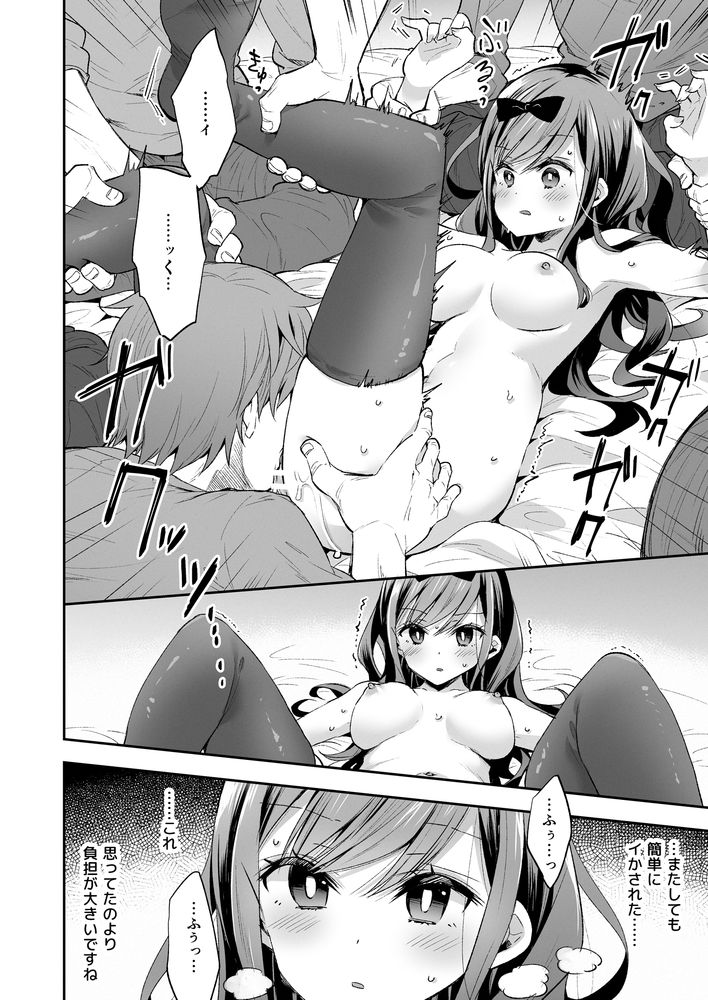 ガク
ガク
ぶるっっ
きゅっ
……イ
……ッく…
ガク
ガクッッ……
…またしても
簡単に
イかされた……
…ふぅ…っ
…ふぅっ…
……これ
思ってたのより
負担が大きいですね